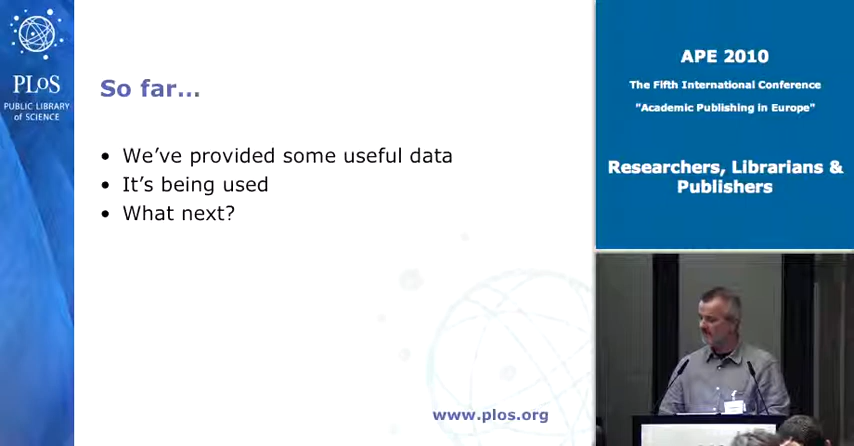 PLoS
PUBLIC LIBRARY
of SCIENCE
So far...
• We've provided some useful data
• It's being used
• What next?
www.plos.org
APE 2010
The Fifth International Conference
"Academic Publishing in Europe"
Researchers, Librarians &
Publishers